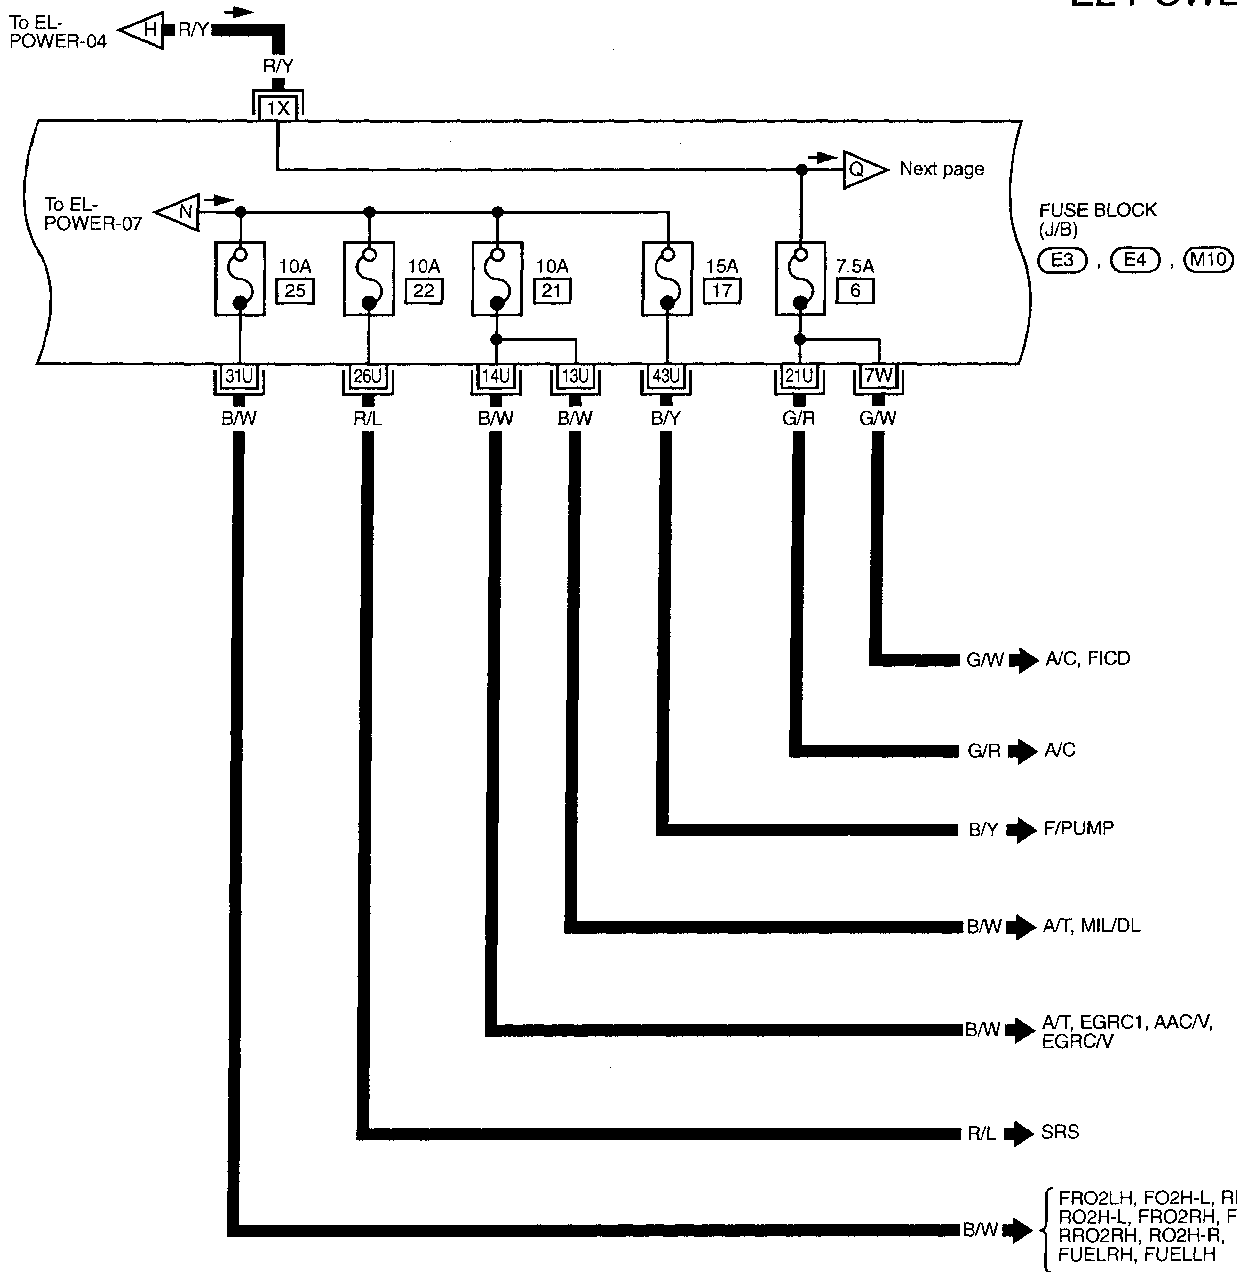 To EL-
POWER-04
H
R/Y
R/Y
1X
Q
Next page
To EL-
POWER-07
N
FUSE BLOCK
(J/B)
E3 , E4 , M10
10A
25
10A
22
10A
21
15A
17
7.5A
6
31U
26U
14U
13U
43U
21U
7W
B/W
R/L
B/W
B/W
B/Y
G/R
G/W
G/W
A/C, FICD
G/R
A/C
B/Y
F/PUMP
B/W
A/T, MIL/DL
B/W
A/T, EGRC1, AAC/V,
EGRC/V
R/L
SRS
B/W
FRO2LH, FO2H-L,
RO2H-L, FRO2RH,
RRO2RH, RO2H-R,
FUELRH, FUELLH